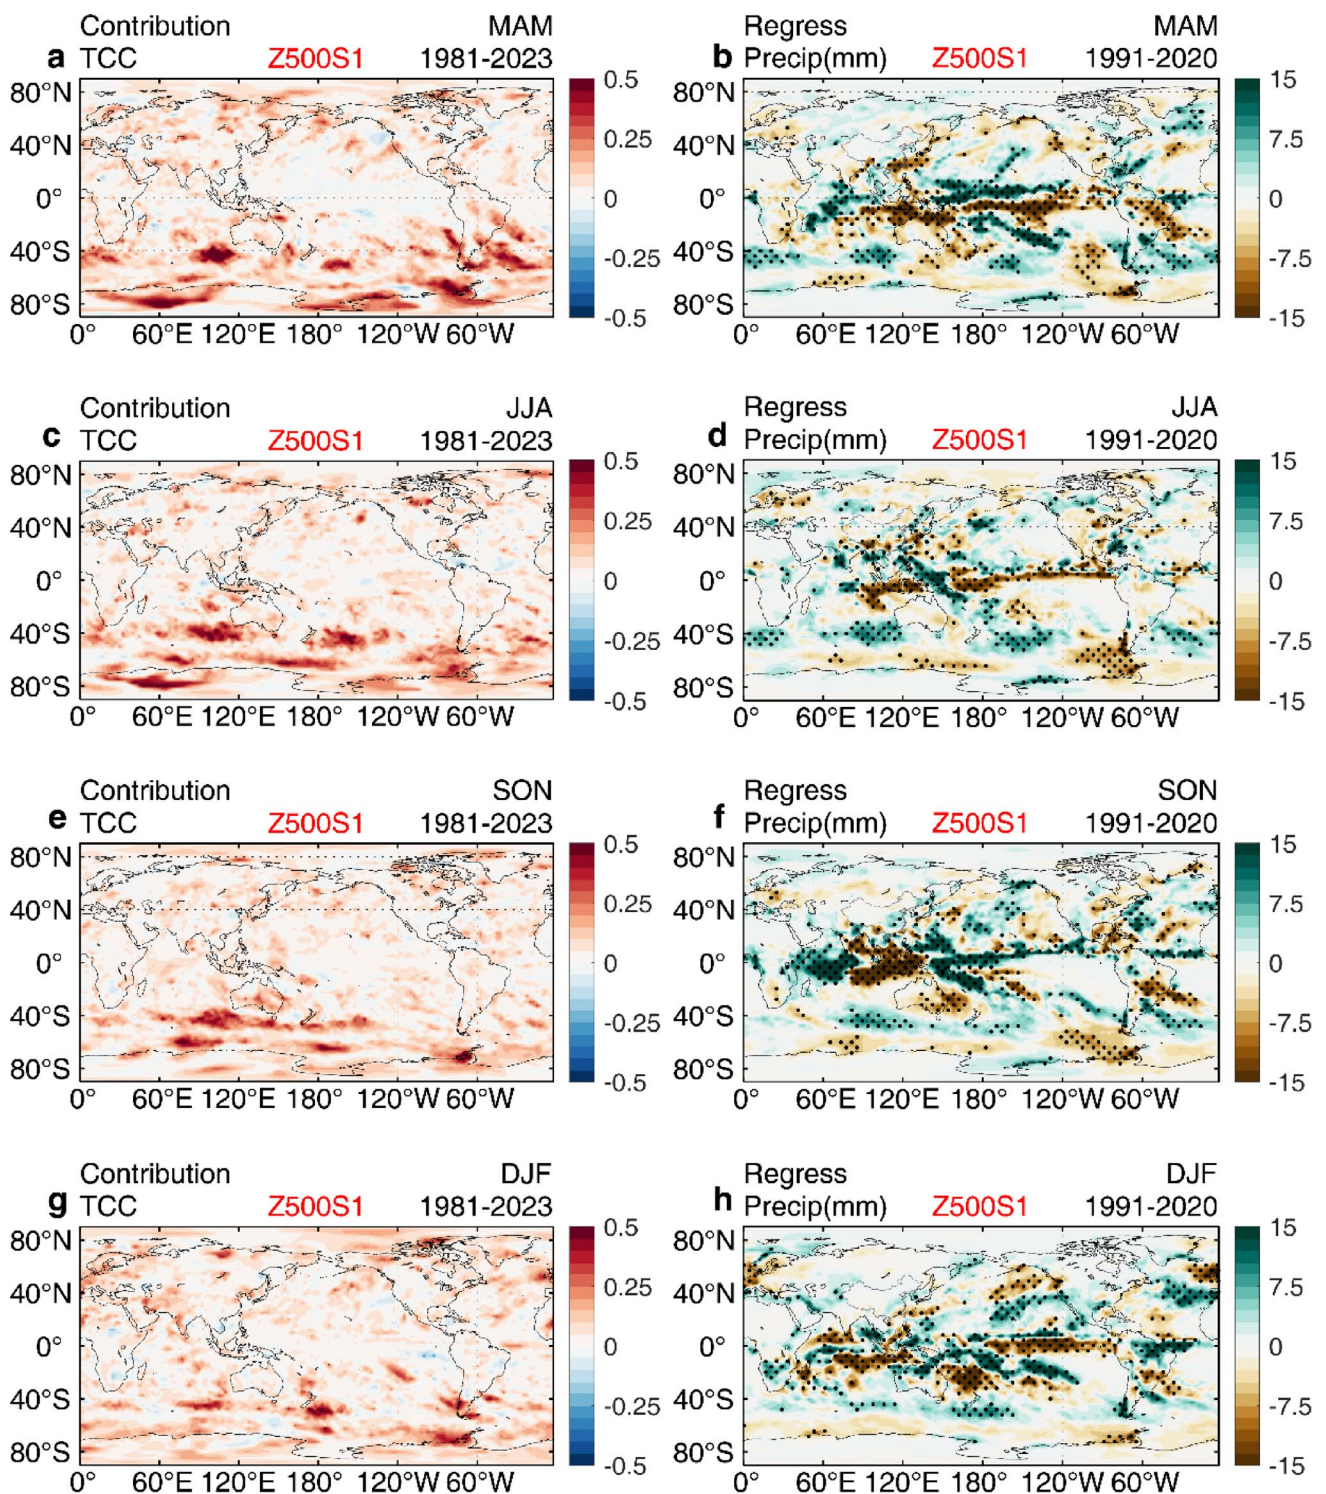 Contribution MAM
a TCC Z500S1 1981-2023
80°N
40°N
0°
40°S
80°S
0° 60°E 120°E 180° 120°W 60°W
0.5
0.25
0
-0.25
-0.5
Regress MAM
b Precip(mm) Z500S1 1991-2020
80°N
40°N
0°
40°S
80°S
0° 60°E 120°E 180° 120°W 60°W
15
7.5
0
-7.5
-15
Contribution JJA
c TCC Z500S1 1981-2023
80°N
40°N
0°
40°S
80°S
0° 60°E 120°E 180° 120°W 60°W
0.5
0.25
0
-0.25
-0.5
Regress JJA
d Precip(mm) Z500S1 1991-2020
80°N
40°N
0°
40°S
80°S
0° 60°E 120°E 180° 120°W 60°W
15
7.5
0
-7.5
-15
Contribution SON
e TCC Z500S1 1981-2023
80°N
40°N
0°
40°S
80°S
0° 60°E 120°E 180° 120°W 60°W
0.5
0.25
0
-0.25
-0.5
Regress SON
f Precip(mm) Z500S1 1991-2020
80°N
40°N
0°
40°S
80°S
0° 60°E 120°E 180° 120°W 60°W
15
7.5
0
-7.5
-15
Contribution DJF
g TCC Z500S1 1981-2023
80°N
40°N
0°
40°S
80°S
0° 60°E 120°E 180° 120°W 60°W
0.5
0.25
0
-0.25
-0.5
Regress DJF
h Precip(mm) Z500S1 1991-2020
80°N
40°N
0°
40°S
80°S
0° 60°E 120°E 180° 120°W 60°W
15
7.5
0
-7.5
-15